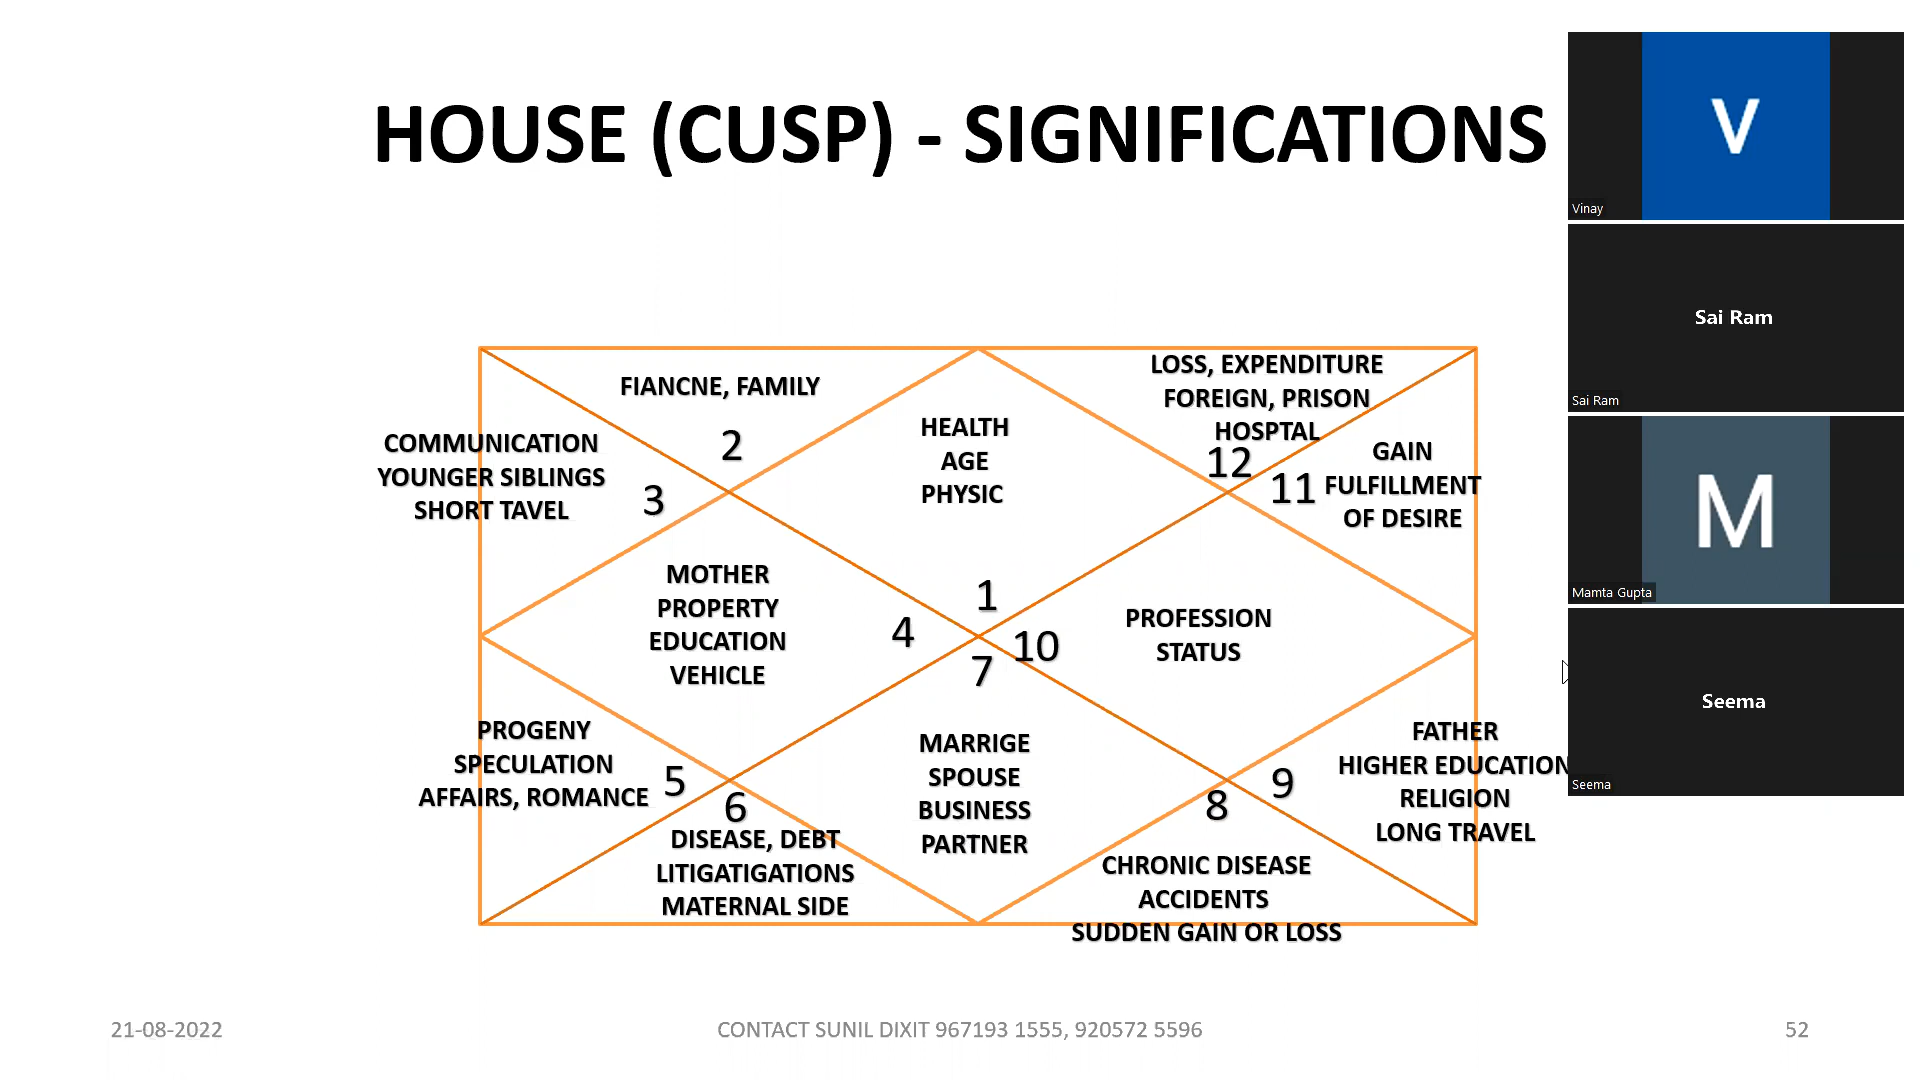 HOUSE (CUSP) - SIGNIFICATIONS
FIANCNE, FAMILY
2
COMMUNICATION
YOUNGER SIBLINGS
SHORT TAVEL
3
HEALTH
AGE
PHYSIC
1
LOSS, EXPENDITURE
FOREIGN, PRISON
HOSPTAL
12
11
GAIN
FULFILLMENT
OF DESIRE
MOTHER
PROPERTY
EDUCATION
VEHICLE
4
10
PROFESSION
STATUS
7
MARRIGE
SPOUSE
BUSINESS
PARTNER
PROGENY
SPECULATION
AFFAIRS, ROMANCE
5
6
DISEASE, DEBT
LITIGATIGATIONS
MATERNAL SIDE
8
CHRONIC DISEASE
ACCIDENTS
SUDDEN GAIN OR LOSS
9
FATHER
HIGHER EDUCATION
RELIGION
LONG TRAVEL
21-08-2022
CONTACT SUNIL DIXIT 967193 1555, 920572 5596
52
V
Vinay
Sai Ram
Sai Ram
M
Mamta Gupta
Seema
Seema